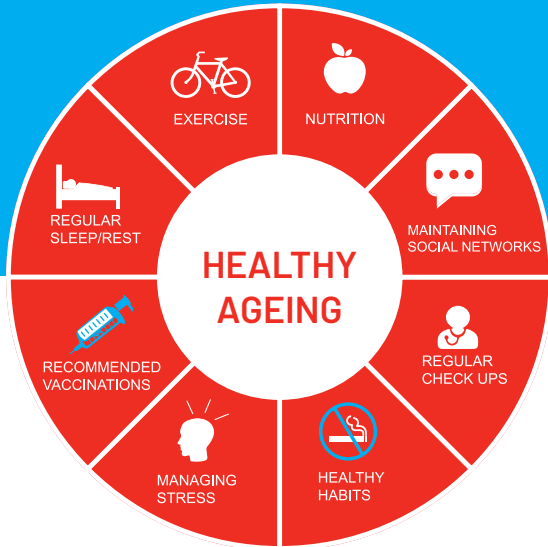 HEALTHY
AGEING
EXERCISE
NUTRITION
MAINTAINING
SOCIAL NETWORKS
REGULAR
CHECK UPS
HEALTHY
HABITS
MANAGING
STRESS
RECOMMENDED
VACCINATIONS
REGULAR
SLEEP/REST